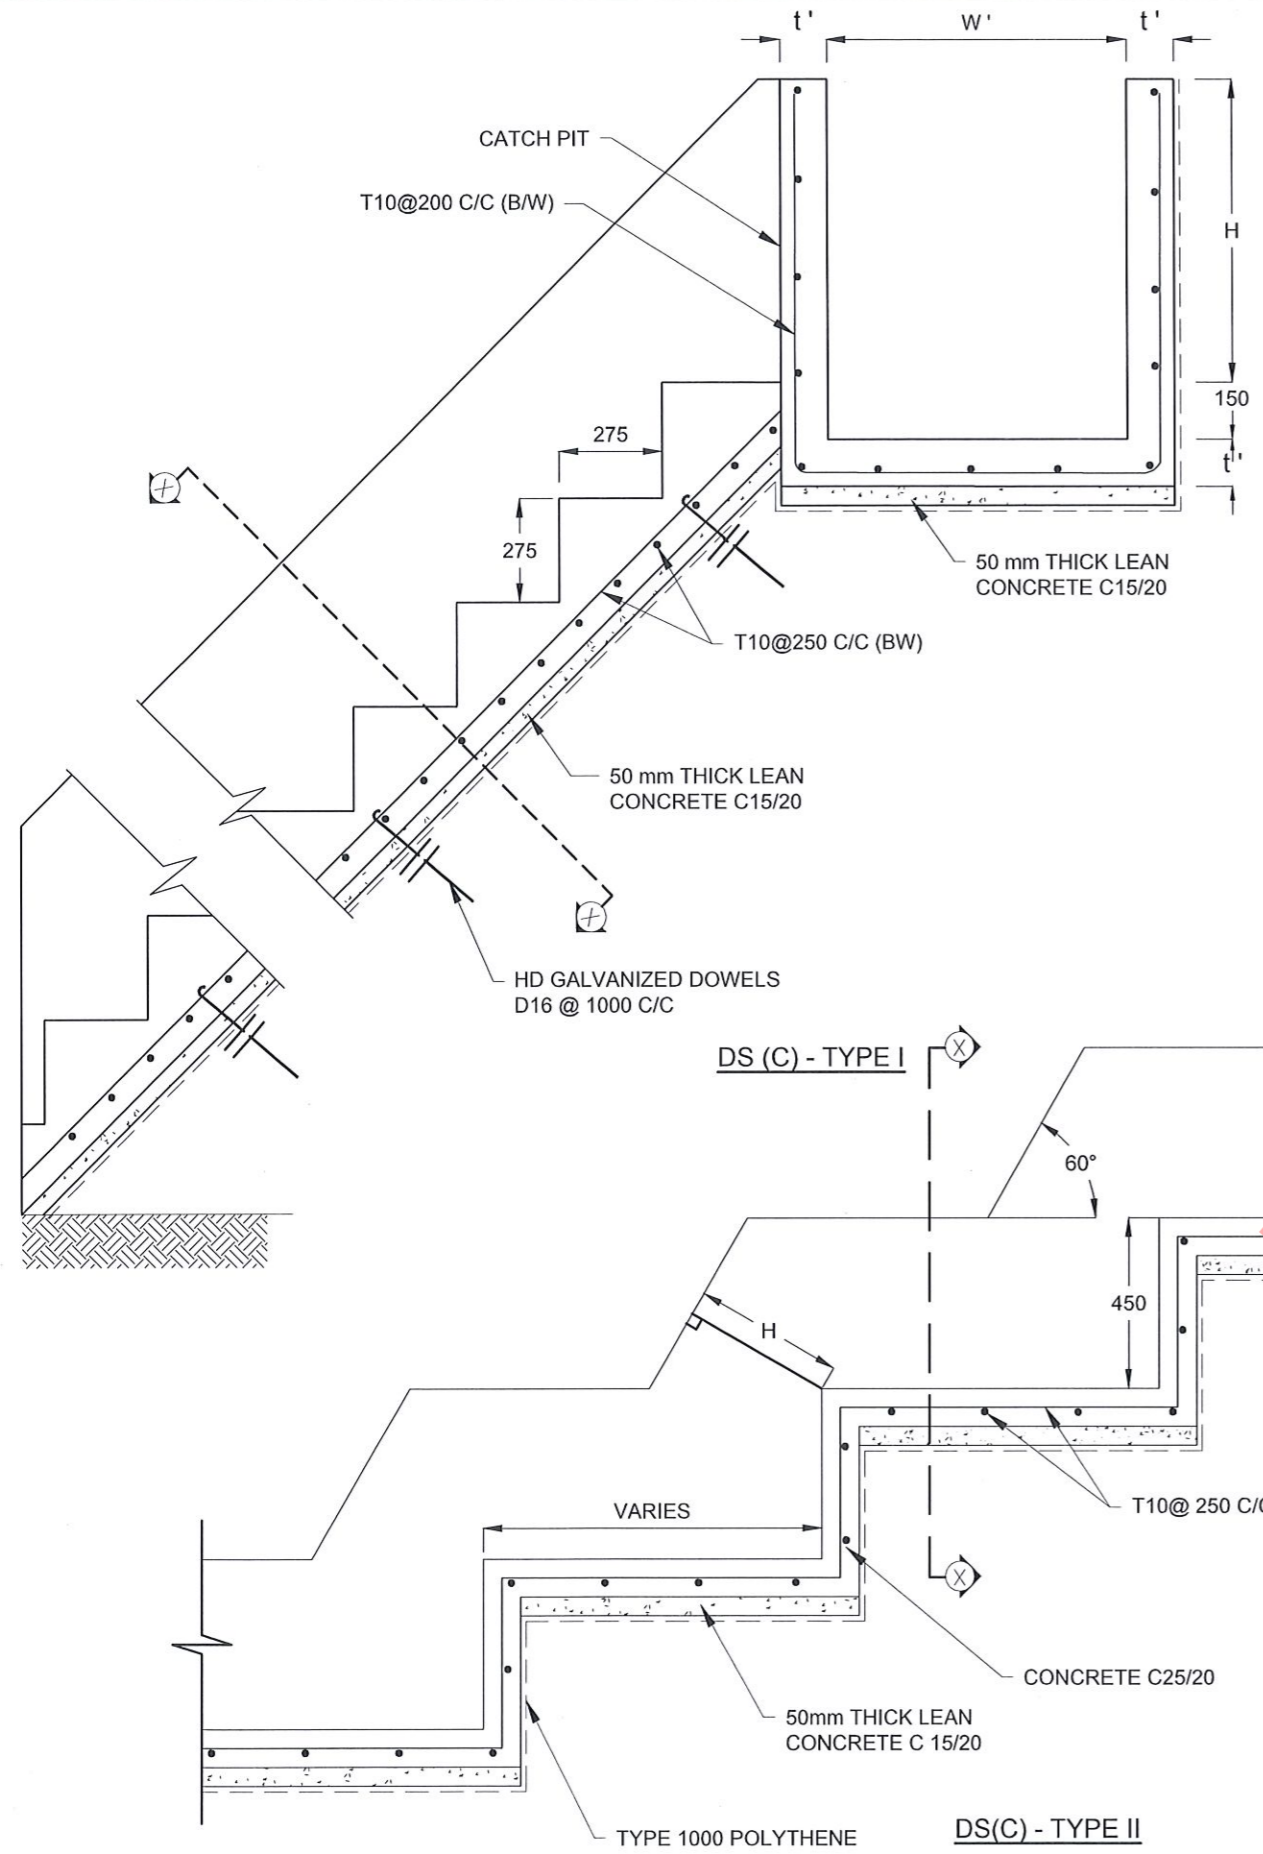 t' W' t'
CATCH PIT
T10@200 C/C (B/W)
H
150
t'
275
275
50 mm THICK LEAN
CONCRETE C15/20
T10@250 C/C (BW)
50 mm THICK LEAN
CONCRETE C15/20
X
X
HD GALVANIZED DOWELS
D16 @ 1000 C/C
DS (C) - TYPE I
X
60°
450
H
T10@ 250 C/
VARIES
X
CONCRETE C25/20
50mm THICK LEAN
CONCRETE C 15/20
TYPE 1000 POLYTHENE
DS(C) - TYPE II